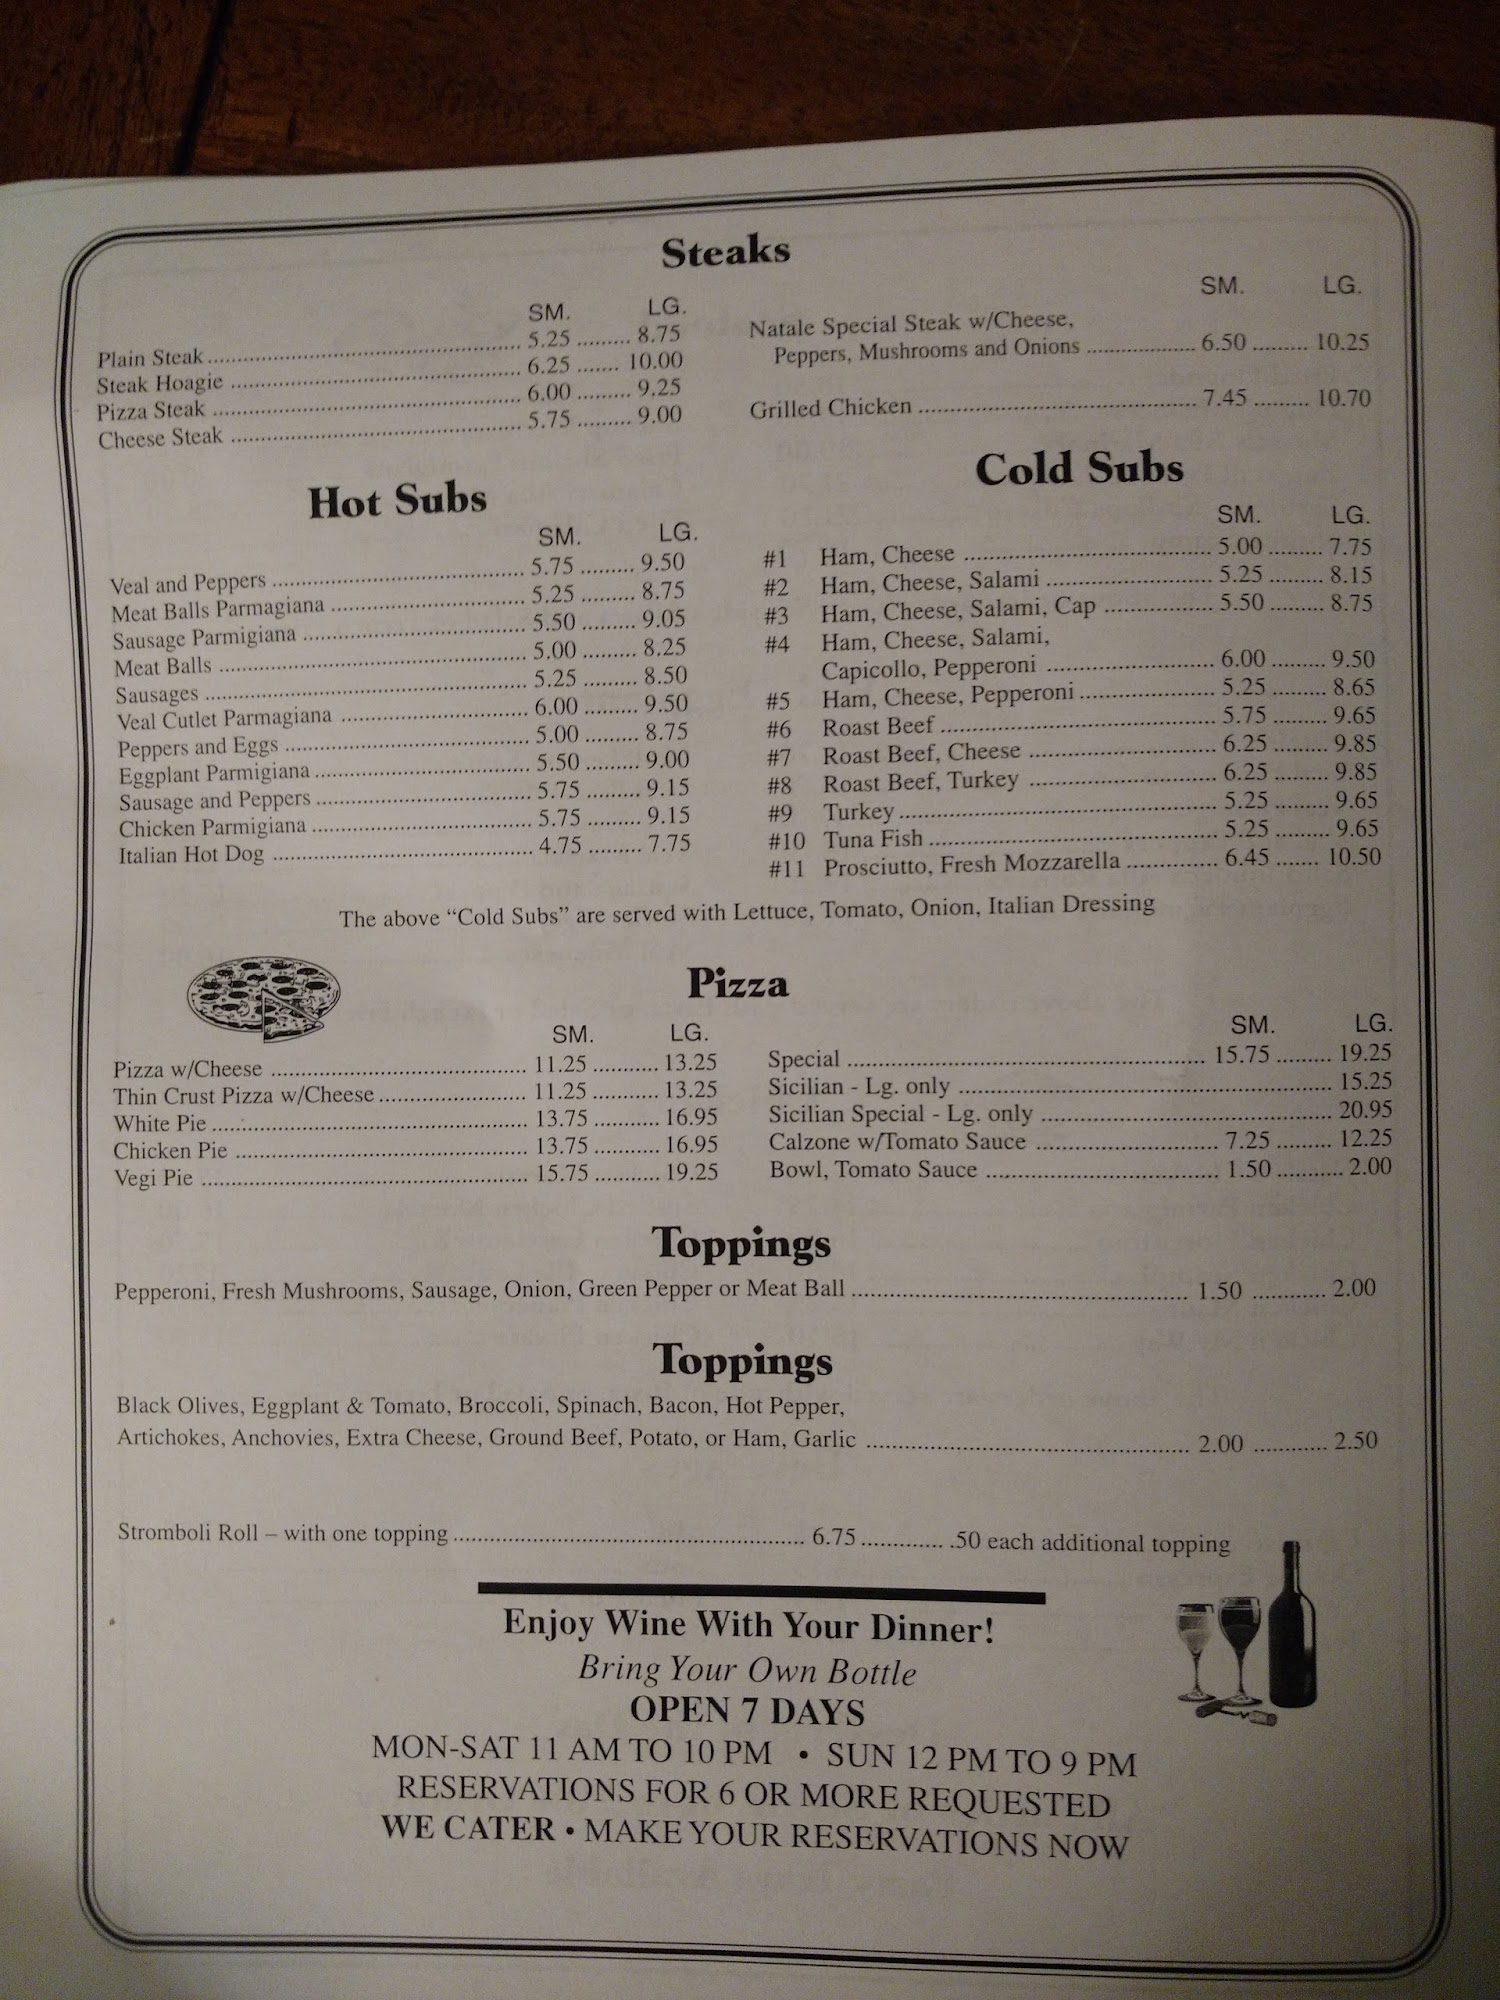 Steaks
SM. LG.
Plain Steak 5.25 8.75
Steak Hoagie 6.25 10.00
Pizza Steak 6.00 9.25
Cheese Steak 5.75 9.00
SM. LG.
Natale Special Steak w/Cheese,
Peppers, Mushrooms and Onions 6.50 10.25
Grilled Chicken 7.45 10.70
Hot Subs
SM. LG.
Veal and Peppers 5.75 9.50
Meat Balls Parmagiana 5.25 8.75
Sausage Parmigiana 5.50 9.05
Meat Balls 5.00 8.25
Sausages 5.25 8.50
Veal Cutlet Parmagiana 6.00 9.50
Peppers and Eggs 5.00 8.75
Eggplant Parmigiana 5.50 9.00
Sausage and Peppers 5.75 9.15
Chicken Parmigiana 5.75 9.15
Italian Hot Dog 4.75 7.75
Cold Subs
SM. LG.
#1 Ham, Cheese 5.00 7.75
#2 Ham, Cheese, Salami 5.25 8.15
#3 Ham, Cheese, Salami, Cap 5.50 8.75
#4 Ham, Cheese, Salami,
Capicollo, Pepperoni 6.00 9.50
#5 Ham, Cheese, Pepperoni 5.25 8.65
#6 Roast Beef 5.75 9.65
#7 Roast Beef, Cheese 6.25 9.85
#8 Roast Beef, Turkey 6.25 9.85
#9 Turkey 5.25 9.65
#10 Tuna Fish 5.25 9.65
#11 Prosciutto, Fresh Mozzarella 6.45 10.50
The above “Cold Subs” are served with Lettuce, Tomato, Onion, Italian Dressing
Pizza
SM. LG.
Pizza w/Cheese 11.25 13.25
Thin Crust Pizza w/Cheese 11.25 13.25
White Pie 13.75 16.95
Chicken Pie 13.75 16.95
Vegi Pie 15.75 19.25
SM. LG.
Special 15.75 19.25
Sicilian - Lg. only 15.25
Sicilian Special - Lg. only 20.95
Calzone w/Tomato Sauce 7.25 12.25
Bowl, Tomato Sauce 1.50 2.00
Toppings
Pepperoni, Fresh Mushrooms, Sausage, Onion, Green Pepper or Meat Ball 1.50 2.00
Toppings
Black Olives, Eggplant & Tomato, Broccoli, Spinach, Bacon, Hot Pepper,
Artichokes, Anchovies, Extra Cheese, Ground Beef, Potato, or Ham, Garlic 2.00 2.50
Stromboli Roll – with one topping 6.75 .50 each additional topping
Enjoy Wine With Your Dinner!
Bring Your Own Bottle
OPEN 7 DAYS
MON-SAT 11 AM TO 10 PM • SUN 12 PM TO 9 PM
RESERVATIONS FOR 6 OR MORE REQUESTED
WE CATER • MAKE YOUR RESERVATIONS NOW